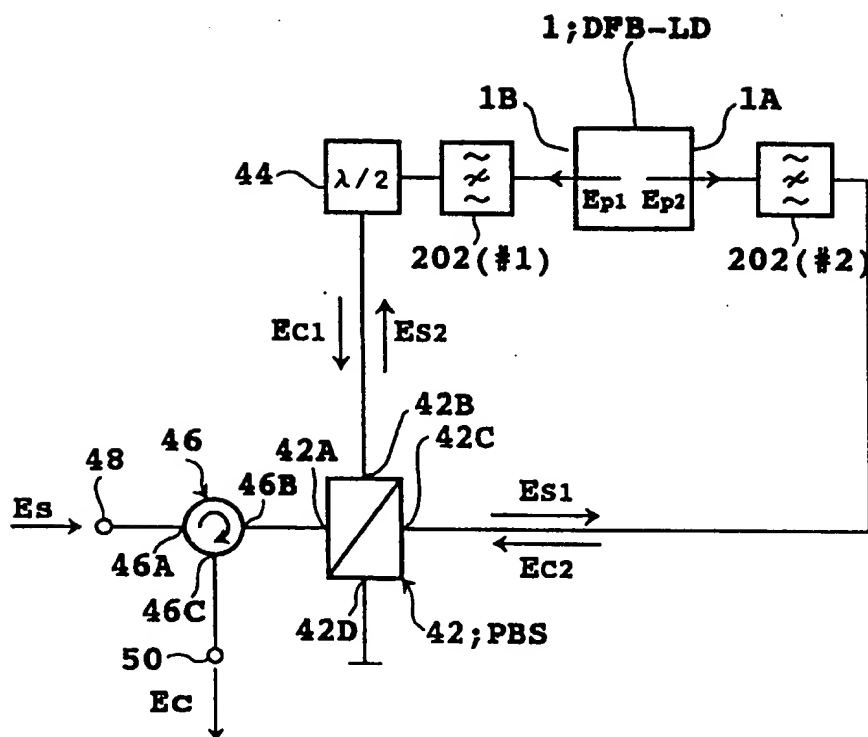 1;DFB-LD
1B
1A
44
λ/2
Ep1
Ep2
202(#1)
202(#2)
Ec1
Es2
42B
42A
42C
46
48
46B
Es
Es1
Ec2
46A
46C
42D
42;PBS
50
Ec